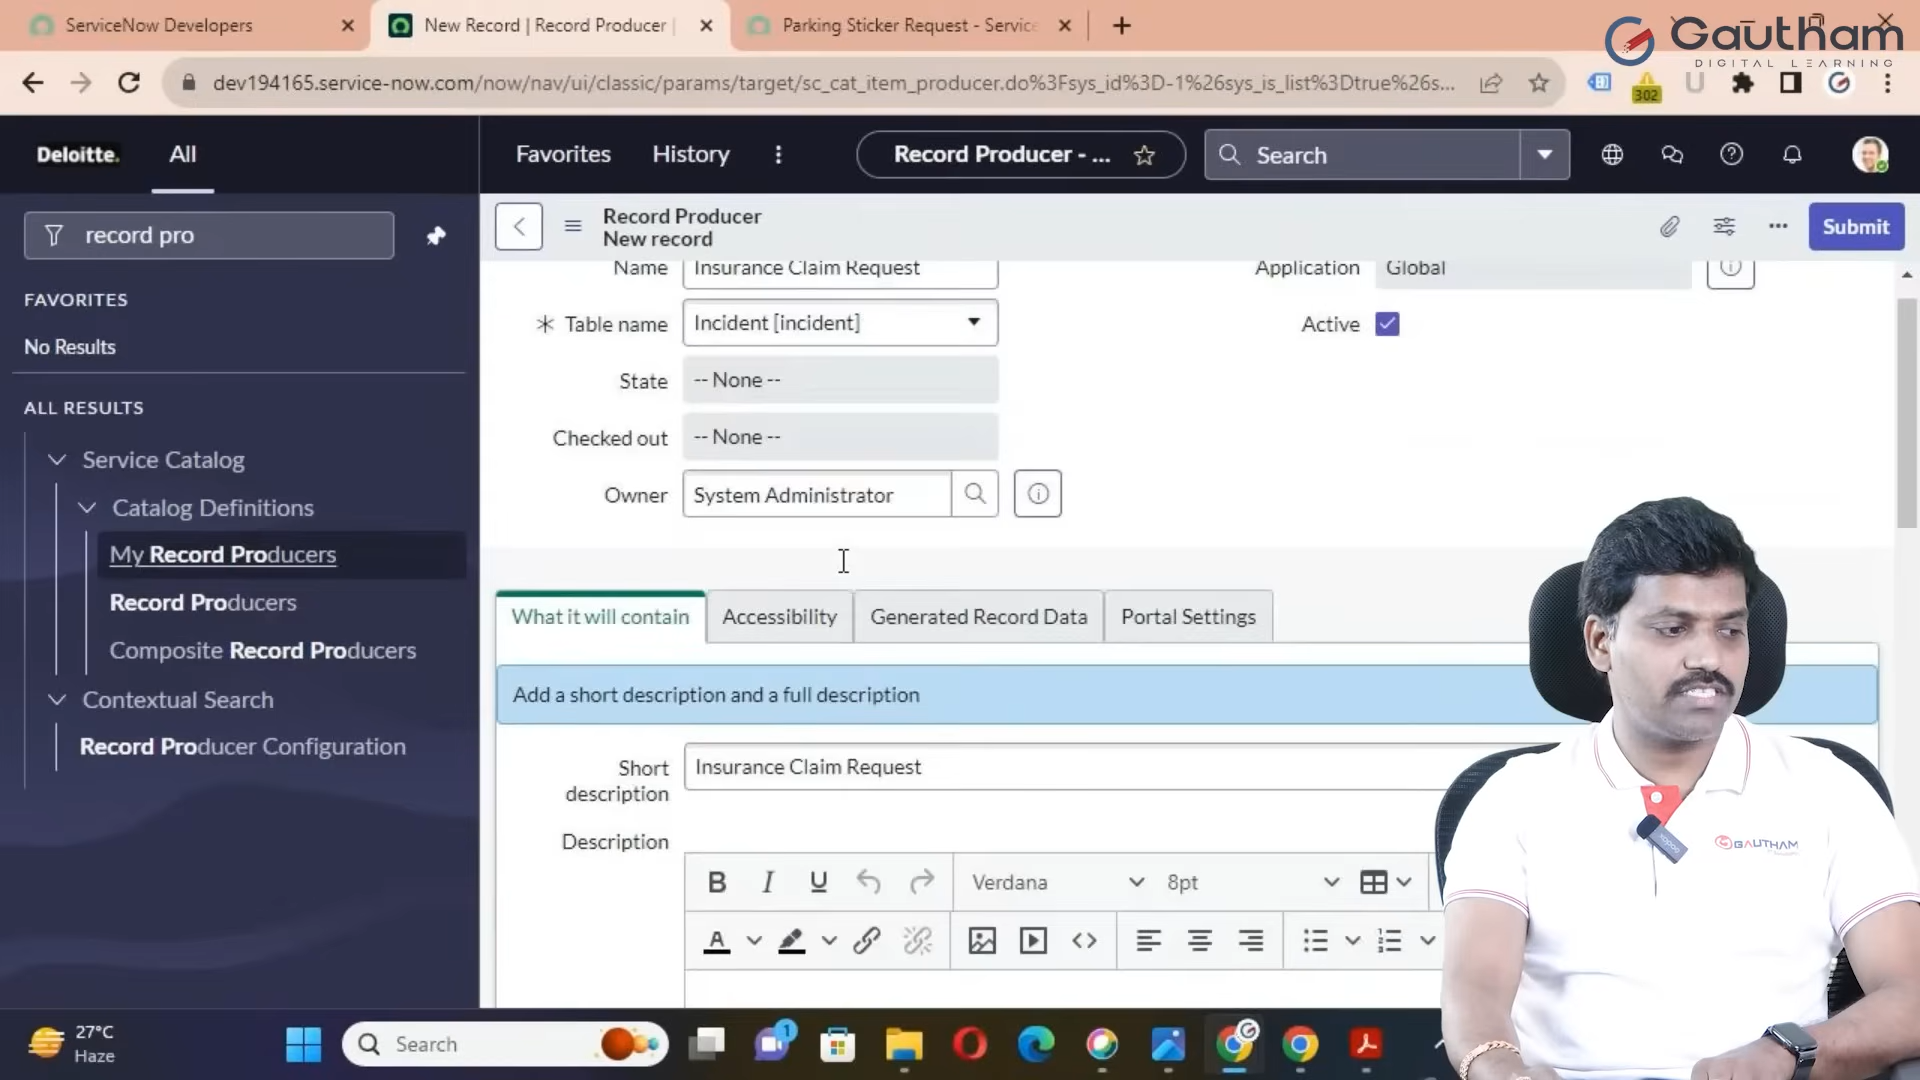 ServiceNow Developers
New Record | Record Producer |
Parking Sticker Request - Service
Gautham
DIGITAL LEARNING
dev194165.service-now.com/now/nav/ui/classic/params/target/sc_cat_item_producer.do%3Fsys_id%3D-1%26sys_is_list%3Dtrue%26s...
302
Deloitte.
All
Favorites
History
Record Producer - ...
Search
record pro
Record Producer
New record
Submit
FAVORITES
No Results
ALL RESULTS
Service Catalog
Catalog Definitions
My Record Producers
Record Producers
Composite Record Producers
Contextual Search
Record Producer Configuration
Name
Insurance Claim Request
Application
Global
Table name
Incident [incident]
Active
State
-- None --
Checked out
-- None --
Owner
System Administrator
What it will contain
Accessibility
Generated Record Data
Portal Settings
Add a short description and a full description
Short
description
Insurance Claim Request
Description
B I U
Verdana
8pt
A
GAUTHAM
27°C
Haze
Search
1